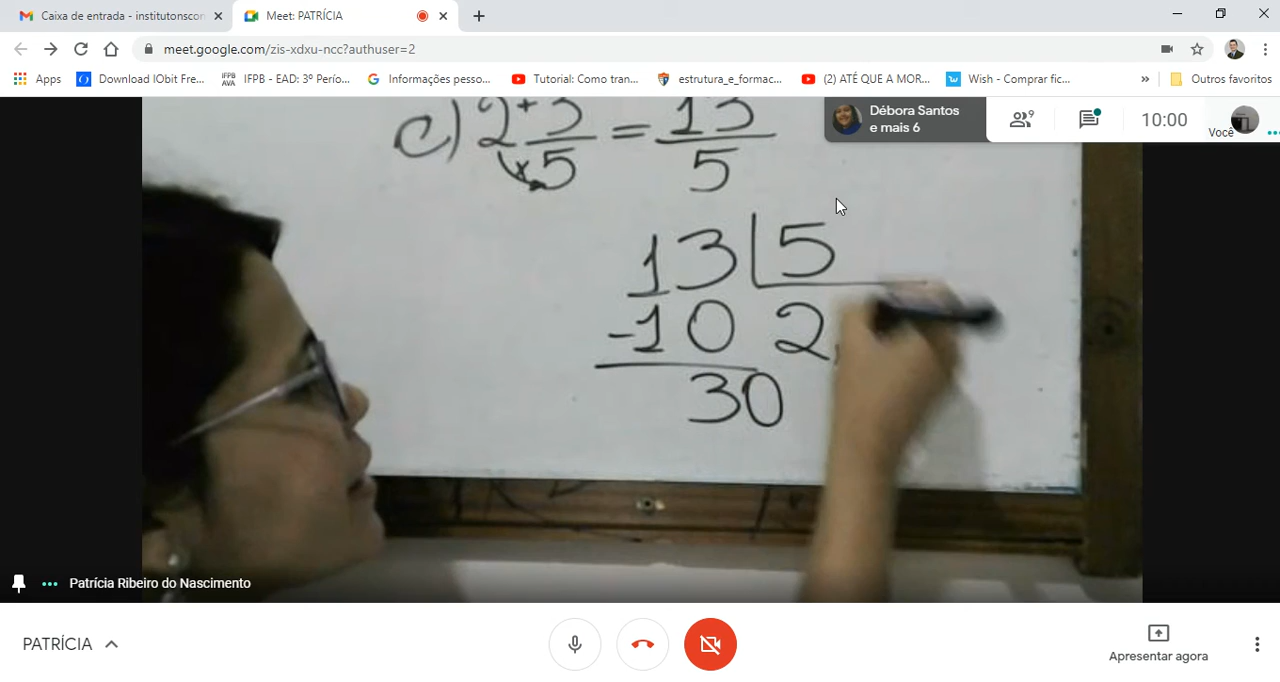 Caixa de entrada - institutonscor
Meet: PATRÍCIA
meet.google.com/zis-xdxu-ncc?authuser=2
Apps
Download IObit Fre...
IFPB AVA
IFPB - EAD: 3º Perío...
Informações pesso...
Tutorial: Como tran...
estrutura_e_formac...
(2) ATÉ QUE A MOR...
Wish - Comprar fic...
»
Outros favoritos
Débora Santos
e mais 6
9
10:00
Você
c) 2 + 3 = 13
x 5 5
13 5
-10 2,
30
Patrícia Ribeiro do Nascimento
PATRÍCIA
Apresentar agora